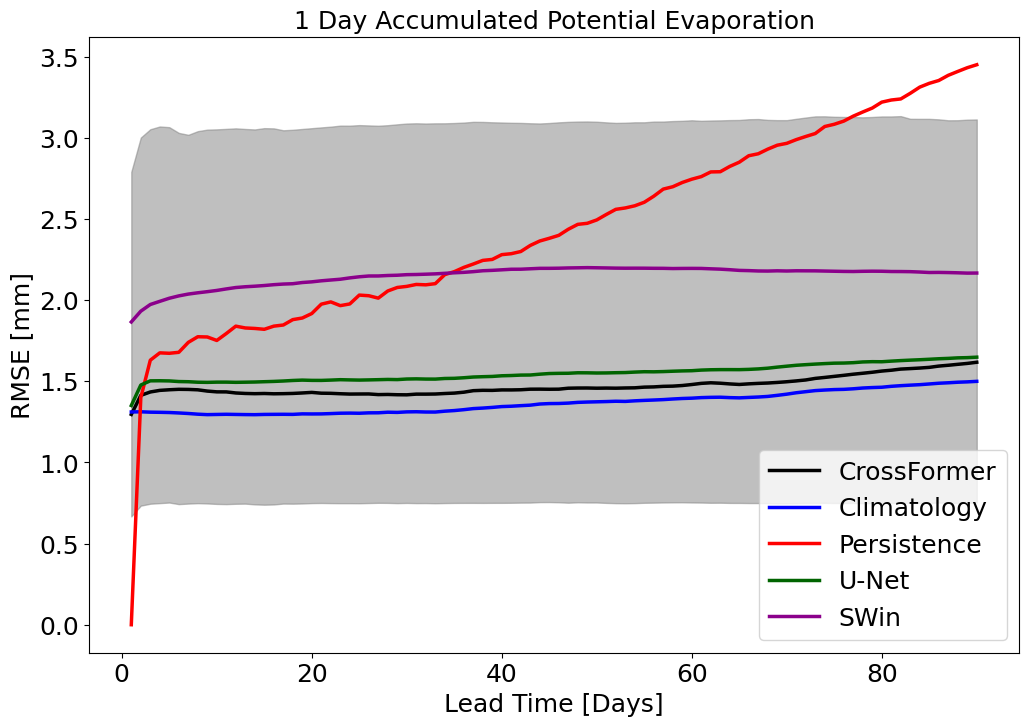 1 Day Accumulated Potential Evaporation
RMSE [mm]
3.5
3.0
2.5
2.0
1.5
1.0
0.5
0.0
CrossFormer
Climatology
Persistence
U-Net
SWin
0 20 40 60 80
Lead Time [Days]